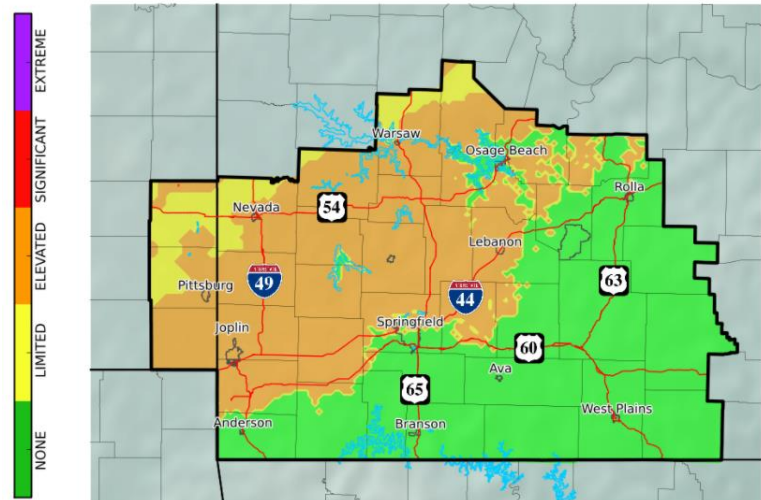 EXTREME
SIGNIFICANT
ELEVATED
LIMITED
NONE
Warsaw
Osage Beach
Rolla
54
Nevada
Lebanon
63
Pittsburg
49
44
Joplin
Springfield
60
Ava
65
West Plains
Anderson
Branson